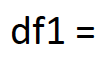 df1 =